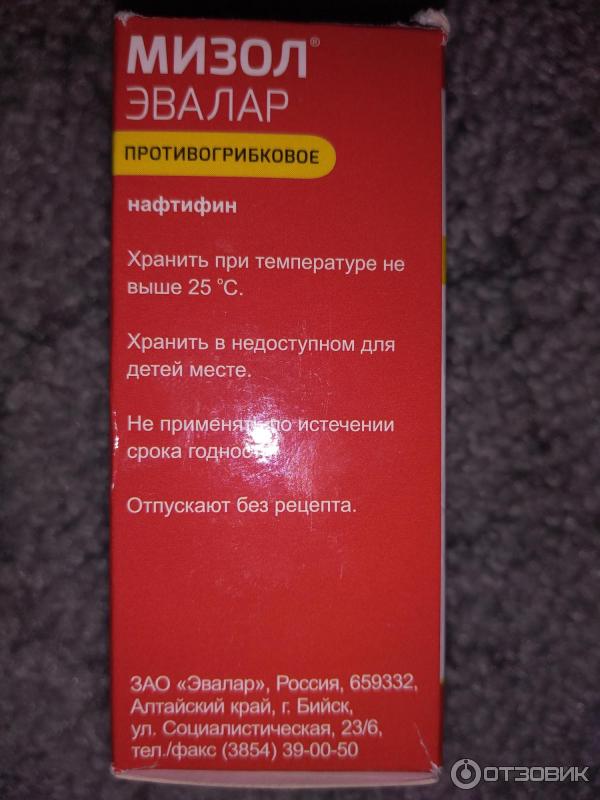 МИЗОЛ®
ЭВАЛАР
ПРОТИВОГРИБКОВОЕ
нафтифин
Хранить при температуре не
выше 25 °С.
Хранить в недоступном для
детей месте.
Не применять по истечении
срока годности.
Отпускают без рецепта.
ЗАО «Эвалар», Россия, 659332,
Алтайский край, г. Бийск,
ул. Социалистическая, 23/6,
тел./факс (3854) 39-00-50
ОТЗОВИК